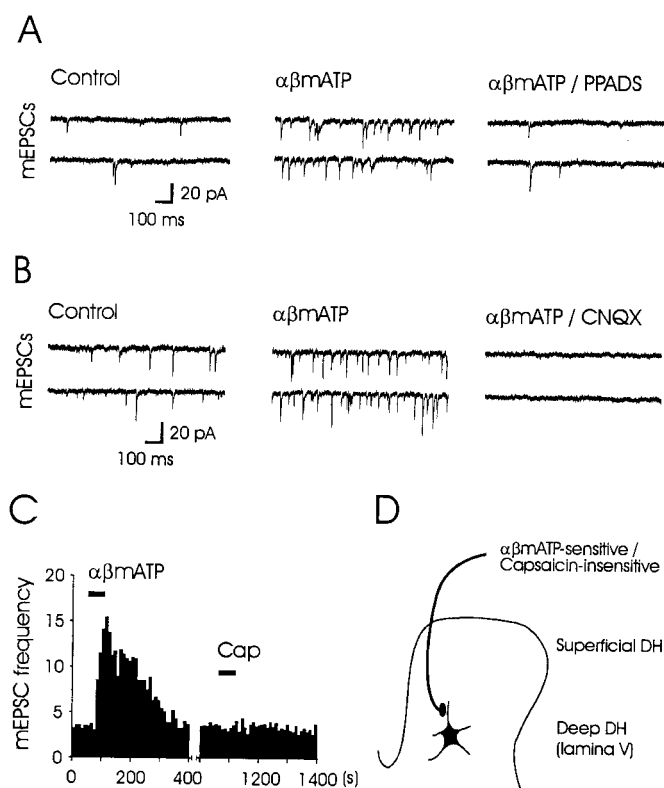 A
Control
αβmATP
αβmATP / PPADS
mEPSCs
20 pA
100 ms
B
Control
αβmATP
αβmATP / CNQX
mEPSCs
20 pA
100 ms
C
D
mEPSC frequency
20
15
10
5
0
αβmATP
Cap
0
200
400
1200
1400 (s)
αβmATP-sensitive /
Capsaicin-insensitive
Superficial DH
Deep DH
(lamina V)